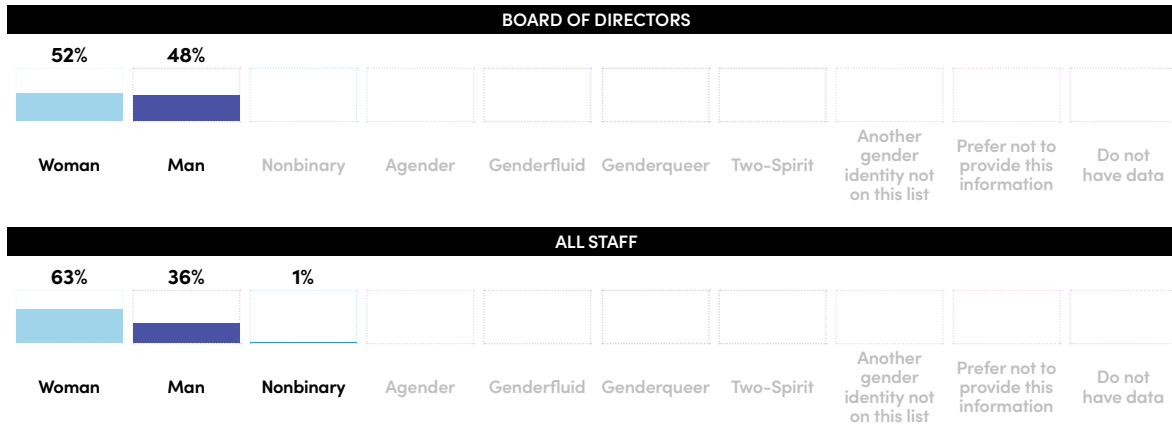 BOARD OF DIRECTORS
52% 48%
Woman Man Nonbinary Agender Genderfluid Genderqueer Two-Spirit Another gender identity not on this list Prefer not to provide this information Do not have data
ALL STAFF
63% 36% 1%
Woman Man Nonbinary Agender Genderfluid Genderqueer Two-Spirit Another gender identity not on this list Prefer not to provide this information Do not have data